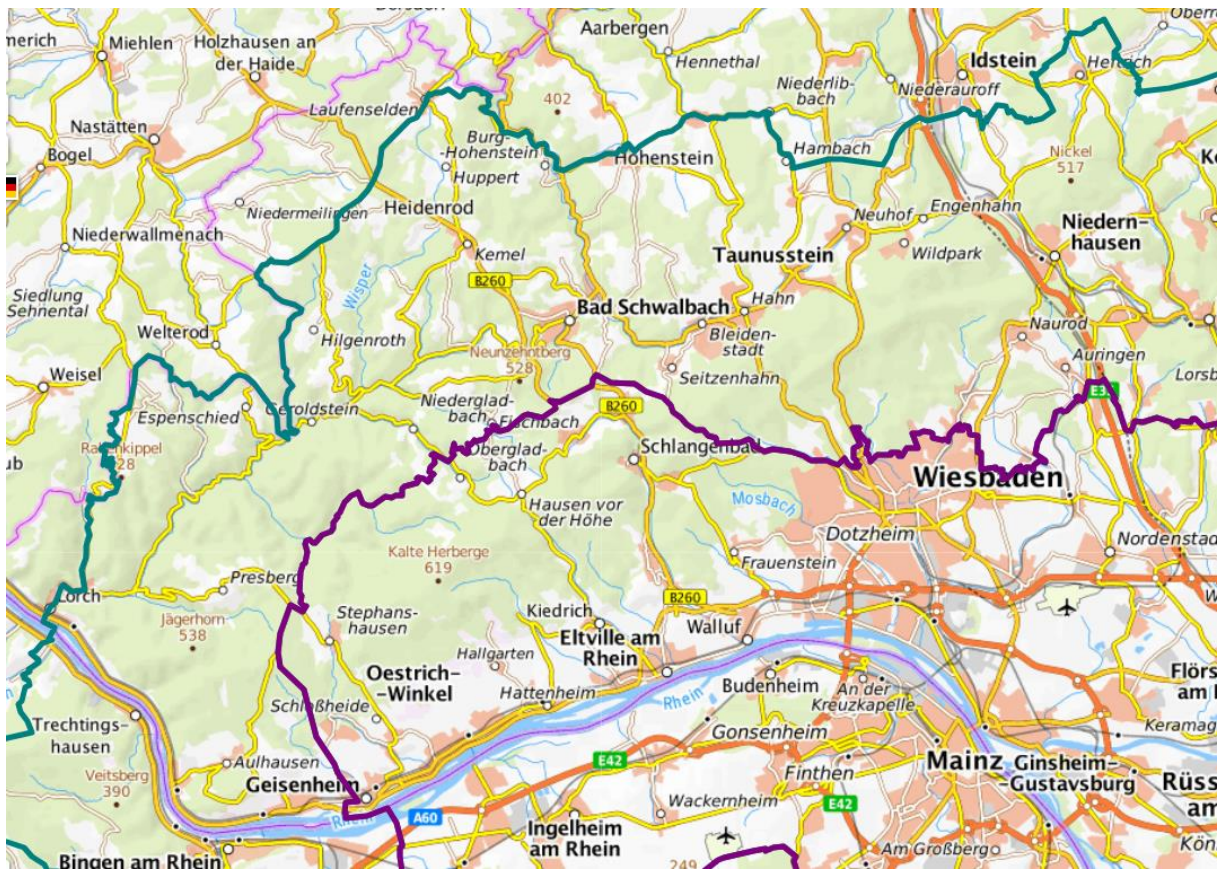 Miehlen
Holzhausen an
der Haide
Aarbergen
Hennethal
Idstein
Heftrich
Laufenselden
402
Niederlib-
bach
Niederauroff
Nastätten
Burg-
-Hohenstein
Hohenstein
Hambach
Bogel
Huppert
Nickel
517
Niedermeilingen
Heidenrod
Neuhof
Engenhahn
Niedern-
hausen
Niederwallmenach
Kemel
Taunusstein
Wildpark
B260
Wisper
Siedlung
Sehnental
Hahn
Bad Schwalbach
Bleiden-
stadt
Naurod
Welterod
Hilgenroth
Neunzehntberg
528
Seitzenhahn
Auringen
Weisel
Niederglad-
bach
Fischbach
B260
Espenschied
Geroldstein
Schlangenbad
Oberglad-
bach
Wiesbaden
Mosbach
Hausen vor
der Höhe
Dotzheim
Nordenstad
Kalte Herberge
619
Frauenstein
Presberg
Lorch
B260
Jägerhorn
538
Stephans-
hausen
Kiedrich
Walluf
Eltville am
Rhein
Hallgarten
Oestrich-
-Winkel
Budenheim
An der
Kreuzkapelle
Hattenheim
Rhein
Schloßheide
Trechtings-
hausen
Gonsenheim
E42
Mainz
Ginsheim-
-Gustavsburg
Aulhausen
Veitsberg
390
Geisenheim
Finthen
Wackernheim
E42
A60
Rhein
Ingelheim
am Rhein
Bingen am Rhein
249
Am Großberg